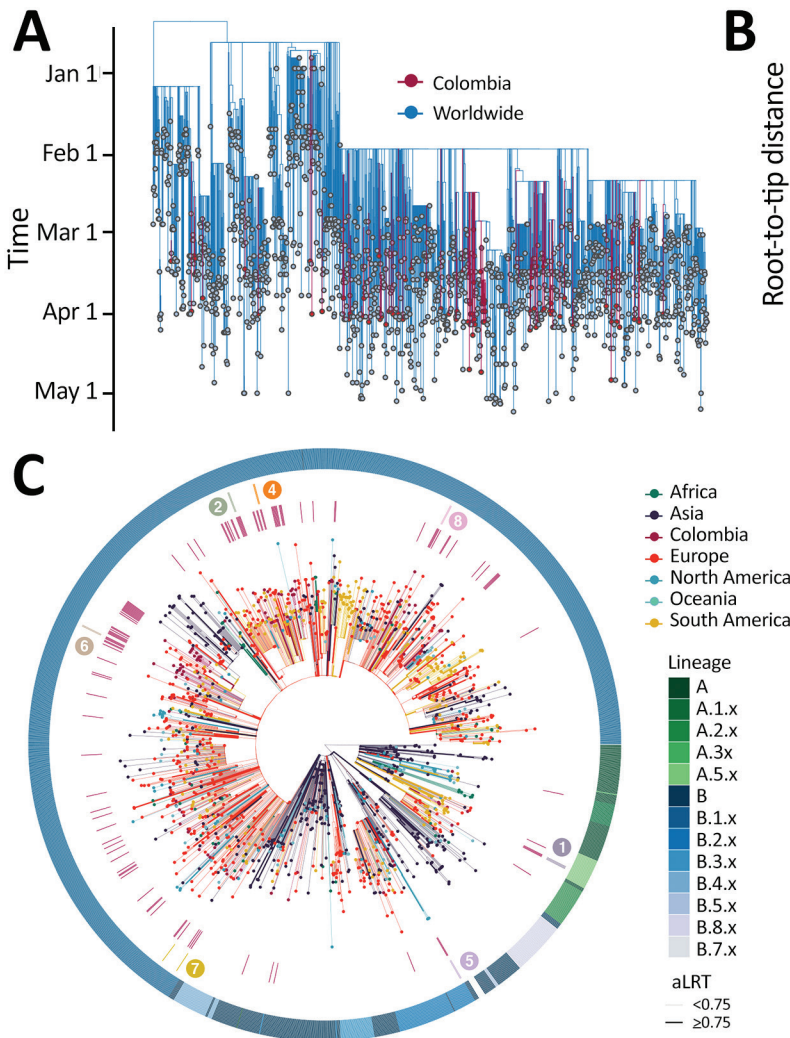 A
B
Jan 1
Feb 1
Mar 1
Apr 1
May 1
Time
Colombia
Worldwide
Root-to-tip distance
C
2
4
8
6
1
7
5
Africa
Asia
Colombia
Europe
North America
Oceania
South America
Lineage
A
A.1.x
A.2.x
A.3x
A.5.x
B
B.1.x
B.2.x
B.3.x
B.4.x
B.5.x
B.8.x
B.7.x
aLRT
<0.75
≥0.75